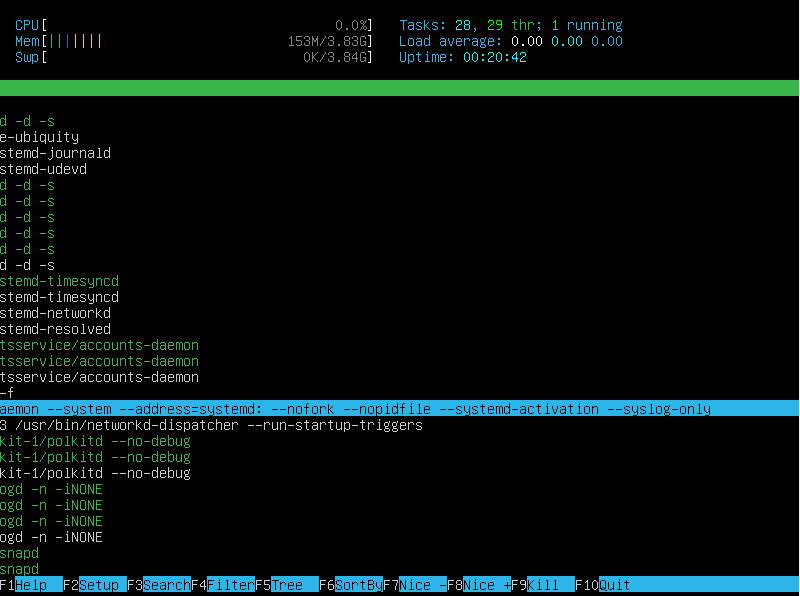 CPU[ 0.0%] Tasks: 28, 29 thr; 1 running
Mem[||||||| 153M/3.83G] Load average: 0.00 0.00 0.00
Swp[ 0K/3.84G] Uptime: 00:20:42
d -d -s
e-ubiquity
stemd-journald
stemd-udevd
d -d -s
d -d -s
d -d -s
d -d -s
d -d -s
d -d -s
stemd-timesyncd
stemd-timesyncd
stemd-networkd
stemd-resolved
tsservice/accounts-daemon
tsservice/accounts-daemon
tsservice/accounts-daemon
-f
aemon --system --address=systemd: --nofork --nopidfile --systemd-activation --syslog-only
3 /usr/bin/networkd-dispatcher --run-startup-triggers
kit-1/polkitd --no-debug
kit-1/polkitd --no-debug
kit-1/polkitd --no-debug
ogd -n -iNONE
ogd -n -iNONE
ogd -n -iNONE
ogd -n -iNONE
snapd
snapd
F1Help F2Setup F3SearchF4FilterF5Tree F6SortByF7Nice -F8Nice +F9Kill F10Quit